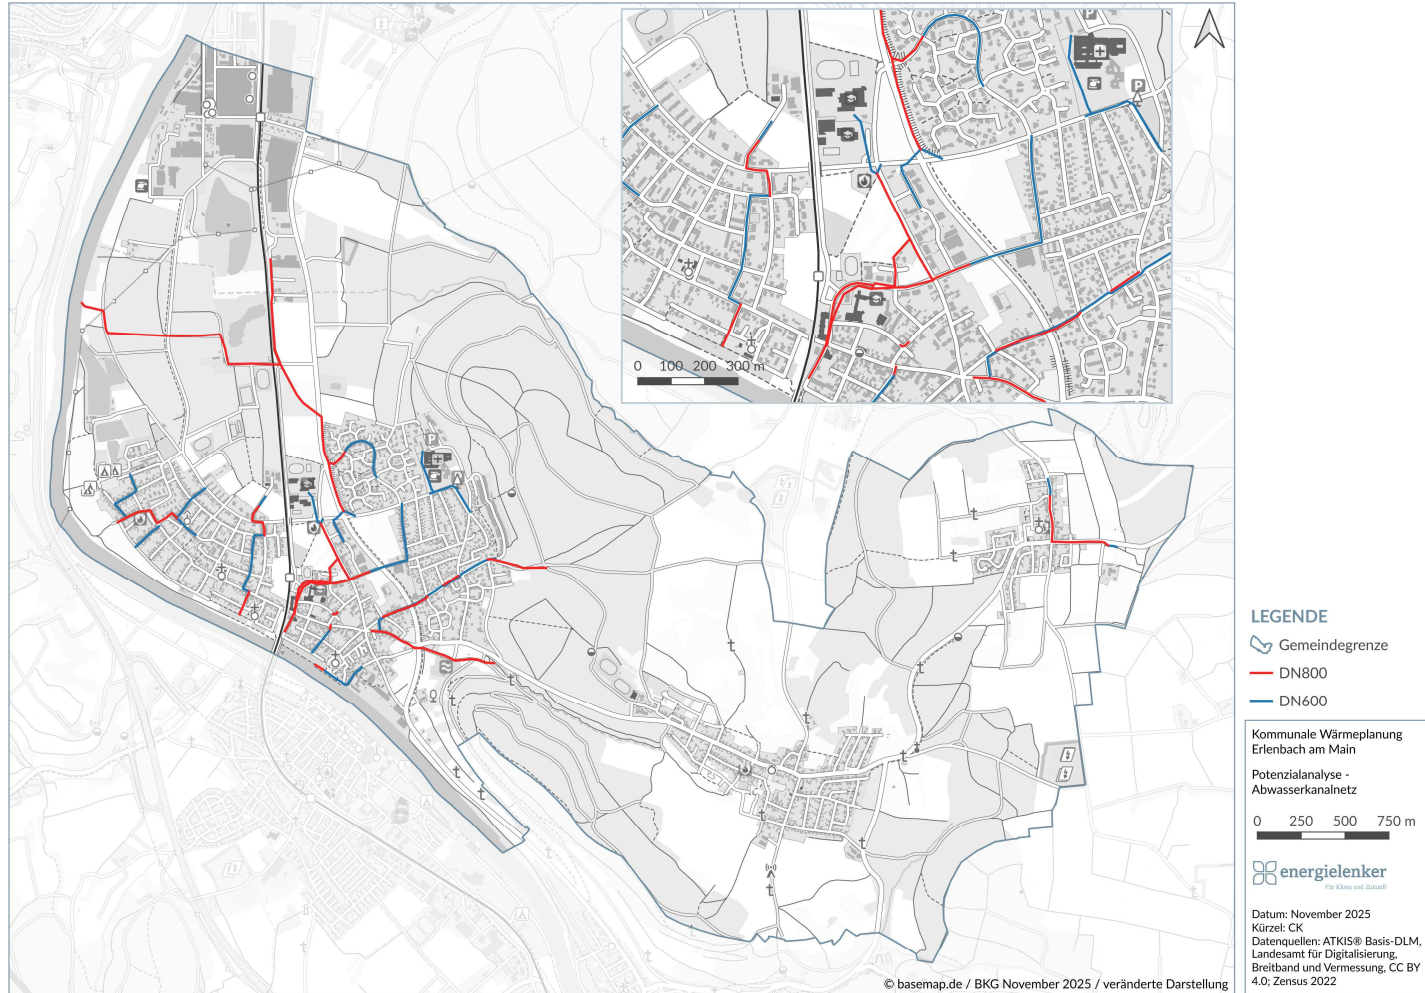 0 100 200 300 m
P
P
P
LEGENDE
Gemeindegrenze
DN800
DN600
Kommunale Wärmeplanung
Erlenbach am Main
Potenzialanalyse -
Abwasserkanalnetz
0 250 500 750 m
energielenker
Für Klima und Zukunft
Datum: November 2025
Kürzel: CK
Datenquellen: ATKIS® Basis-DLM,
Landesamt für Digitalisierung,
Breitband und Vermessung, CC BY
4.0; Zensus 2022
© basemap.de / BKG November 2025 / veränderte Darstellung